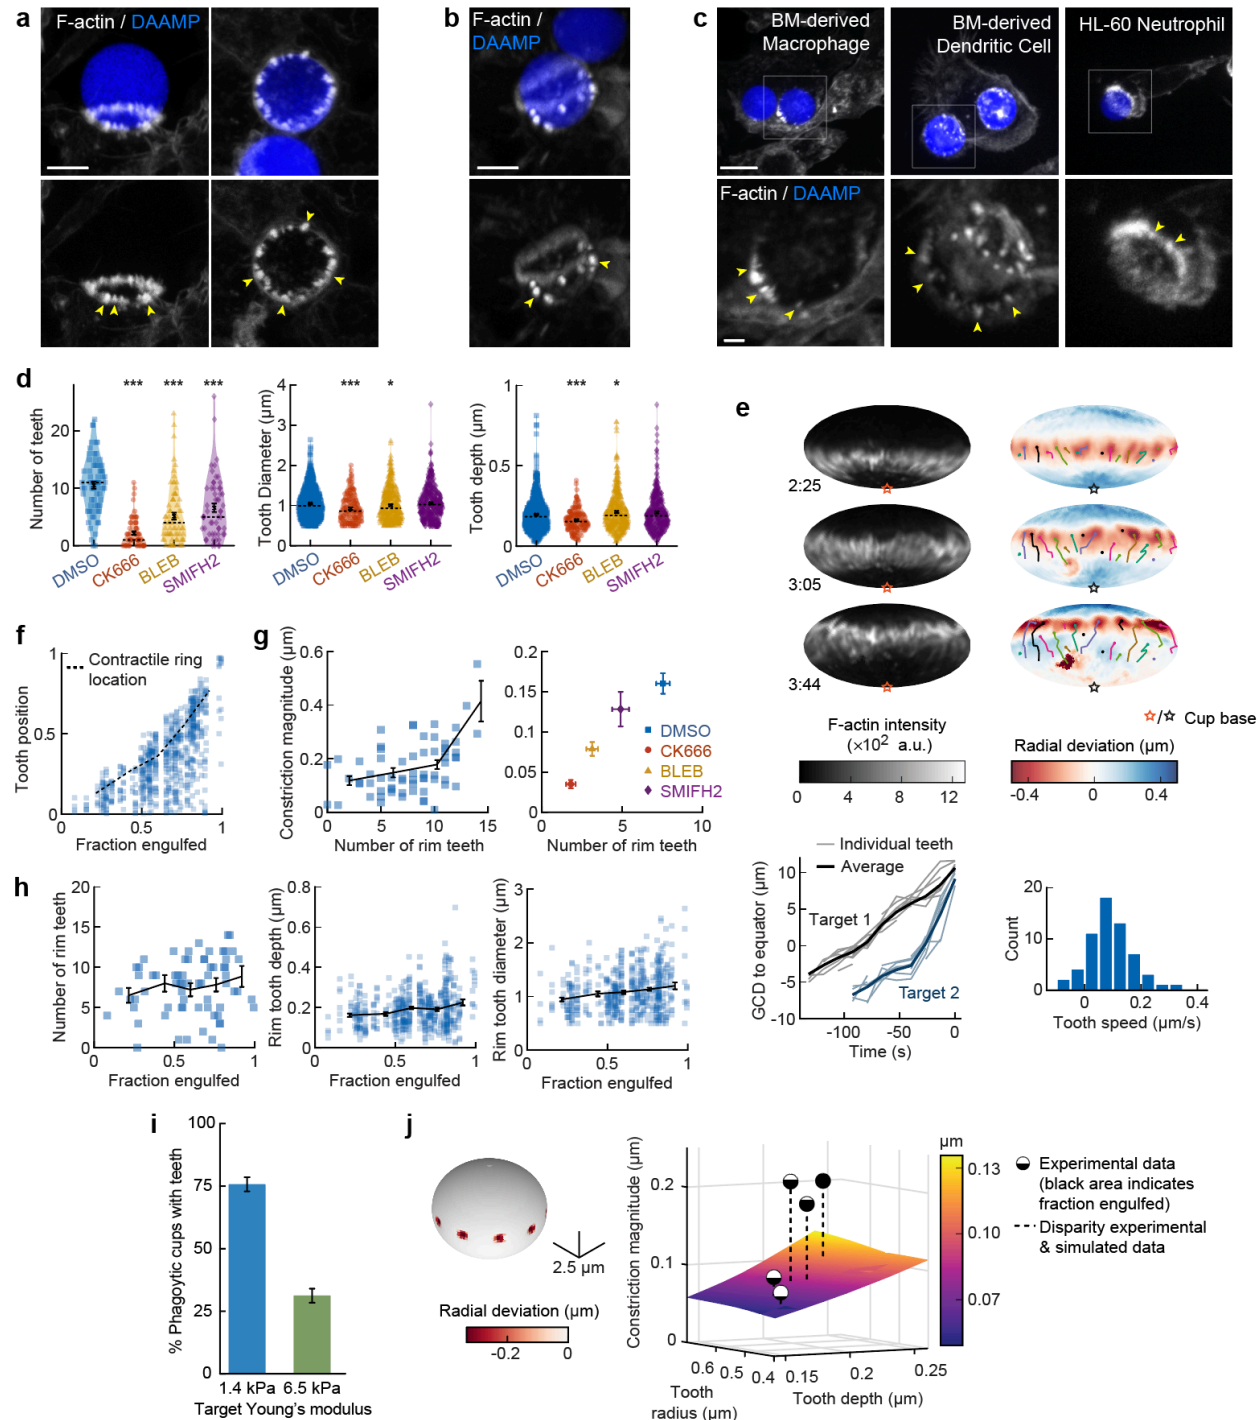 a
F-actin / DAAMP
b
F-actin /
DAAMP
c
BM-derived
Macrophage
BM-derived
Dendritic Cell
HL-60 Neutrophil
F-actin / DAAMP
d
Number of teeth
20
10
0
DMSO
CK666
BLEB
SMIFH2
***
***
***
Tooth Diameter (µm)
4
3
2
1
0
DMSO
CK666
BLEB
SMIFH2
***
*
Tooth depth (µm)
1
0.5
0
DMSO
CK666
BLEB
SMIFH2
***
*
e
2:25
3:05
3:44
☆/☆ Cup base
F-actin intensity
(×10² a.u.)
0 4 8 12
Radial deviation (µm)
-0.4 0 0.4
Individual teeth
Average
Target 1
Target 2
GCD to equator (µm)
10
5
0
-5
-10
-100 -50 0
Time (s)
Count
20
10
0
0 0.2 0.4
Tooth speed (µm/s)
f
Contractile ring
location
Tooth position
1
0.5
0
0 0.5 1
Fraction engulfed
g
Constriction magnitude (µm)
0.6
0.4
0.2
0
0 5 10 15
Number of rim teeth
0.20
0.15
0.10
0.05
0
0 5 10
Number of rim teeth
DMSO
CK666
BLEB
SMIFH2
h
Number of rim teeth
20
15
10
5
0
0 0.5 1
Fraction engulfed
Rim tooth depth (µm)
0.8
0.6
0.4
0.2
0
0 0.5 1
Fraction engulfed
Rim tooth diameter (µm)
3
2
1
0
0 0.5 1
Fraction engulfed
i
% Phagoytic cups with teeth
100
75
50
25
0
1.4 kPa 6.5 kPa
Target Young's modulus
j
2.5 µm
Radial deviation (µm)
-0.2 0
Constriction magnitude (µm)
0.2
0.1
0
0.6 0.5 0.4
Tooth
radius (µm)
0.15 0.2 0.25
Tooth depth (µm)
µm
0.13
0.10
0.07
Experimental data
(black area indicates
fraction engulfed)
Disparity experimental
& simulated data